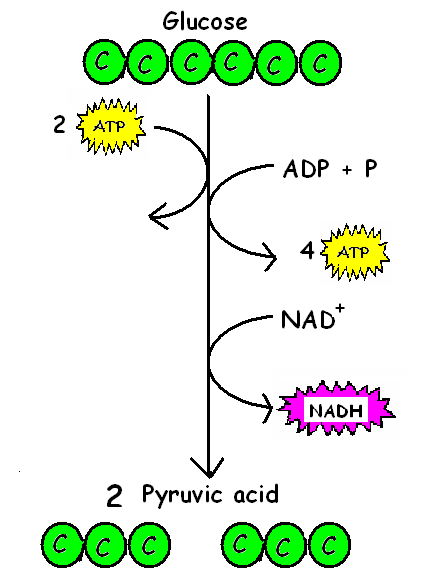 Glucose
C C C C C C
2 ATP
ADP + P
4 ATP
NAD+
NADH
2 Pyruvic acid
C C C C C C